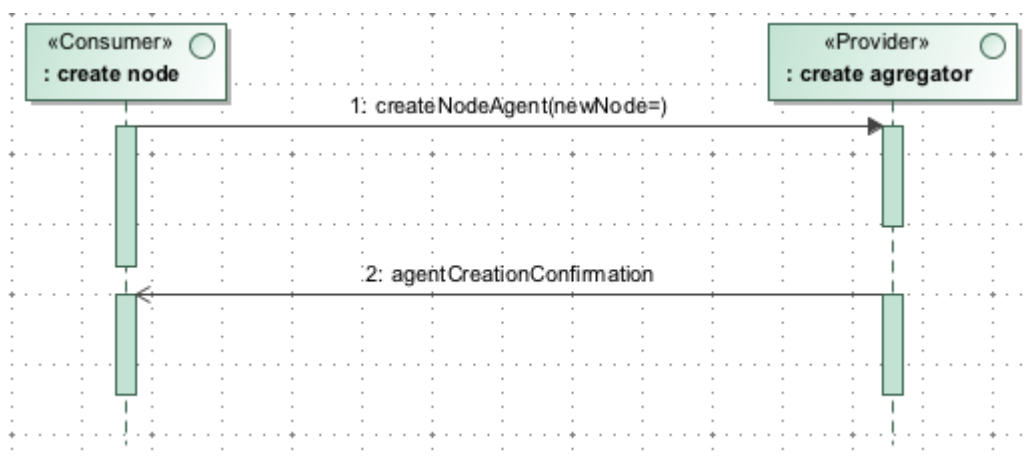 «Consumer»
: create node
«Provider»
: create agregator
1: createNodeAgent(newNode=)
2: agentCreationConfirmation